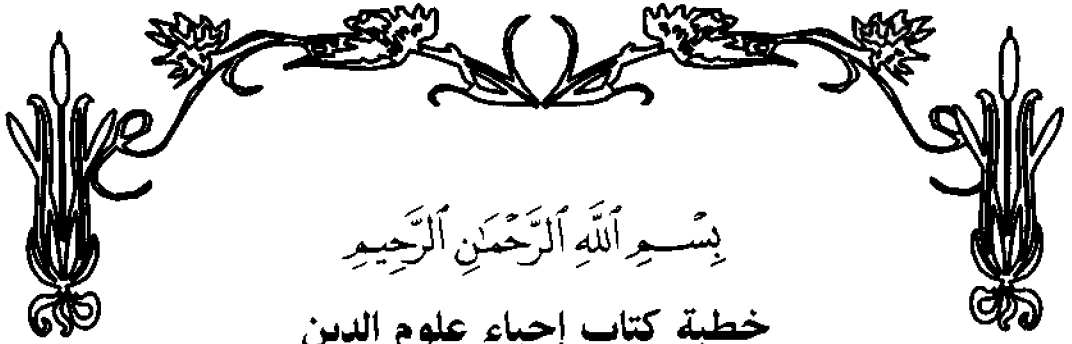 بِسْمِ ٱللَّهِ ٱلرَّحْمَٰنِ ٱلرَّحِيمِ
خطبة كتاب إحياء علوم الدين